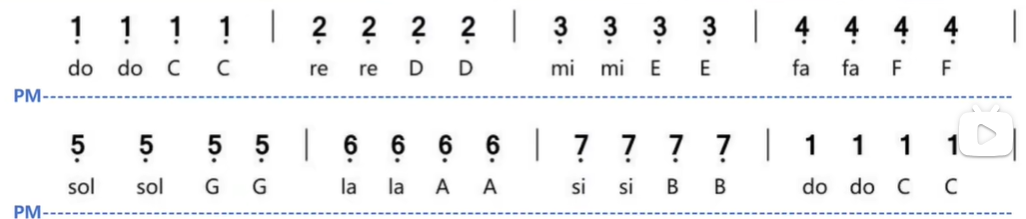 1̣ 1̣ 1̣ 1̣ | 2̣ 2̣ 2̣ 2̣ | 3̣ 3̣ 3̣ 3̣ | 4̣ 4̣ 4̣ 4̣ |
do do C C re re D D mi mi E E fa fa F F
PM
5̣ 5̣ 5̣ 5̣ | 6̣ 6̣ 6̣ 6̣ | 7̣ 7̣ 7̣ 7̣ | 1 1 1 1 |
sol sol G G la la A A si si B B do do C C
PM